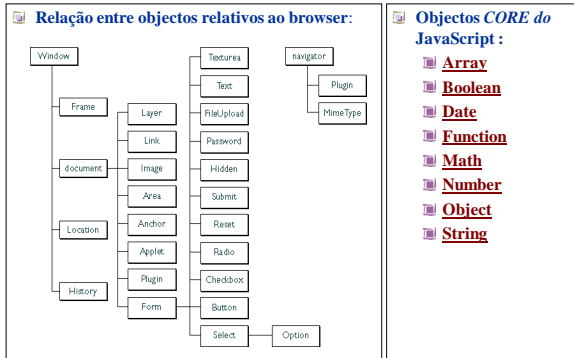 Relação entre objectos relativos ao browser:
Window
Frame
document
Location
History
Layer
Link
Image
Area
Anchor
Applet
Plugin
Form
Texturea
Text
FileUpload
Password
Hidden
Submit
Reset
Radio
Checkbox
Button
Select
Option
navigator
Plugin
MimeType
Objectos CORE do
JavaScript :
Array
Boolean
Date
Function
Math
Number
Object
String